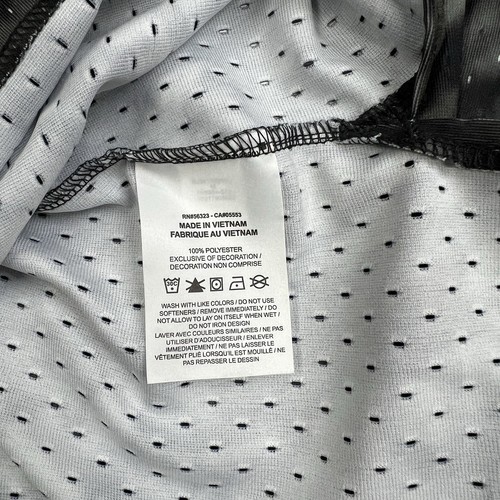 RN#56323 - CA#05553
MADE IN VIETNAM
FABRIQUE AU VIETNAM
100% POLYESTER
EXCLUSIVE OF DECORATION /
DECORATION NON COMPRISE
WASH WITH LIKE COLORS / DO NOT USE
SOFTENERS / REMOVE IMMEDIATELY / DO
NOT ALLOW TO LAY ON ITSELF WHEN WET /
DO NOT IRON DESIGN
LAVER AVEC COULEURS SIMILAIRES / NE PAS
UTILISER D'ADOUCISSEUR / ENLEVER
IMMEDIATEMENT / NE PAS LAISSER LE
VÊTEMENT PLIÉ LORSQU'IL EST MOUILLÉ / NE
PAS REPASSER LE DESSIN